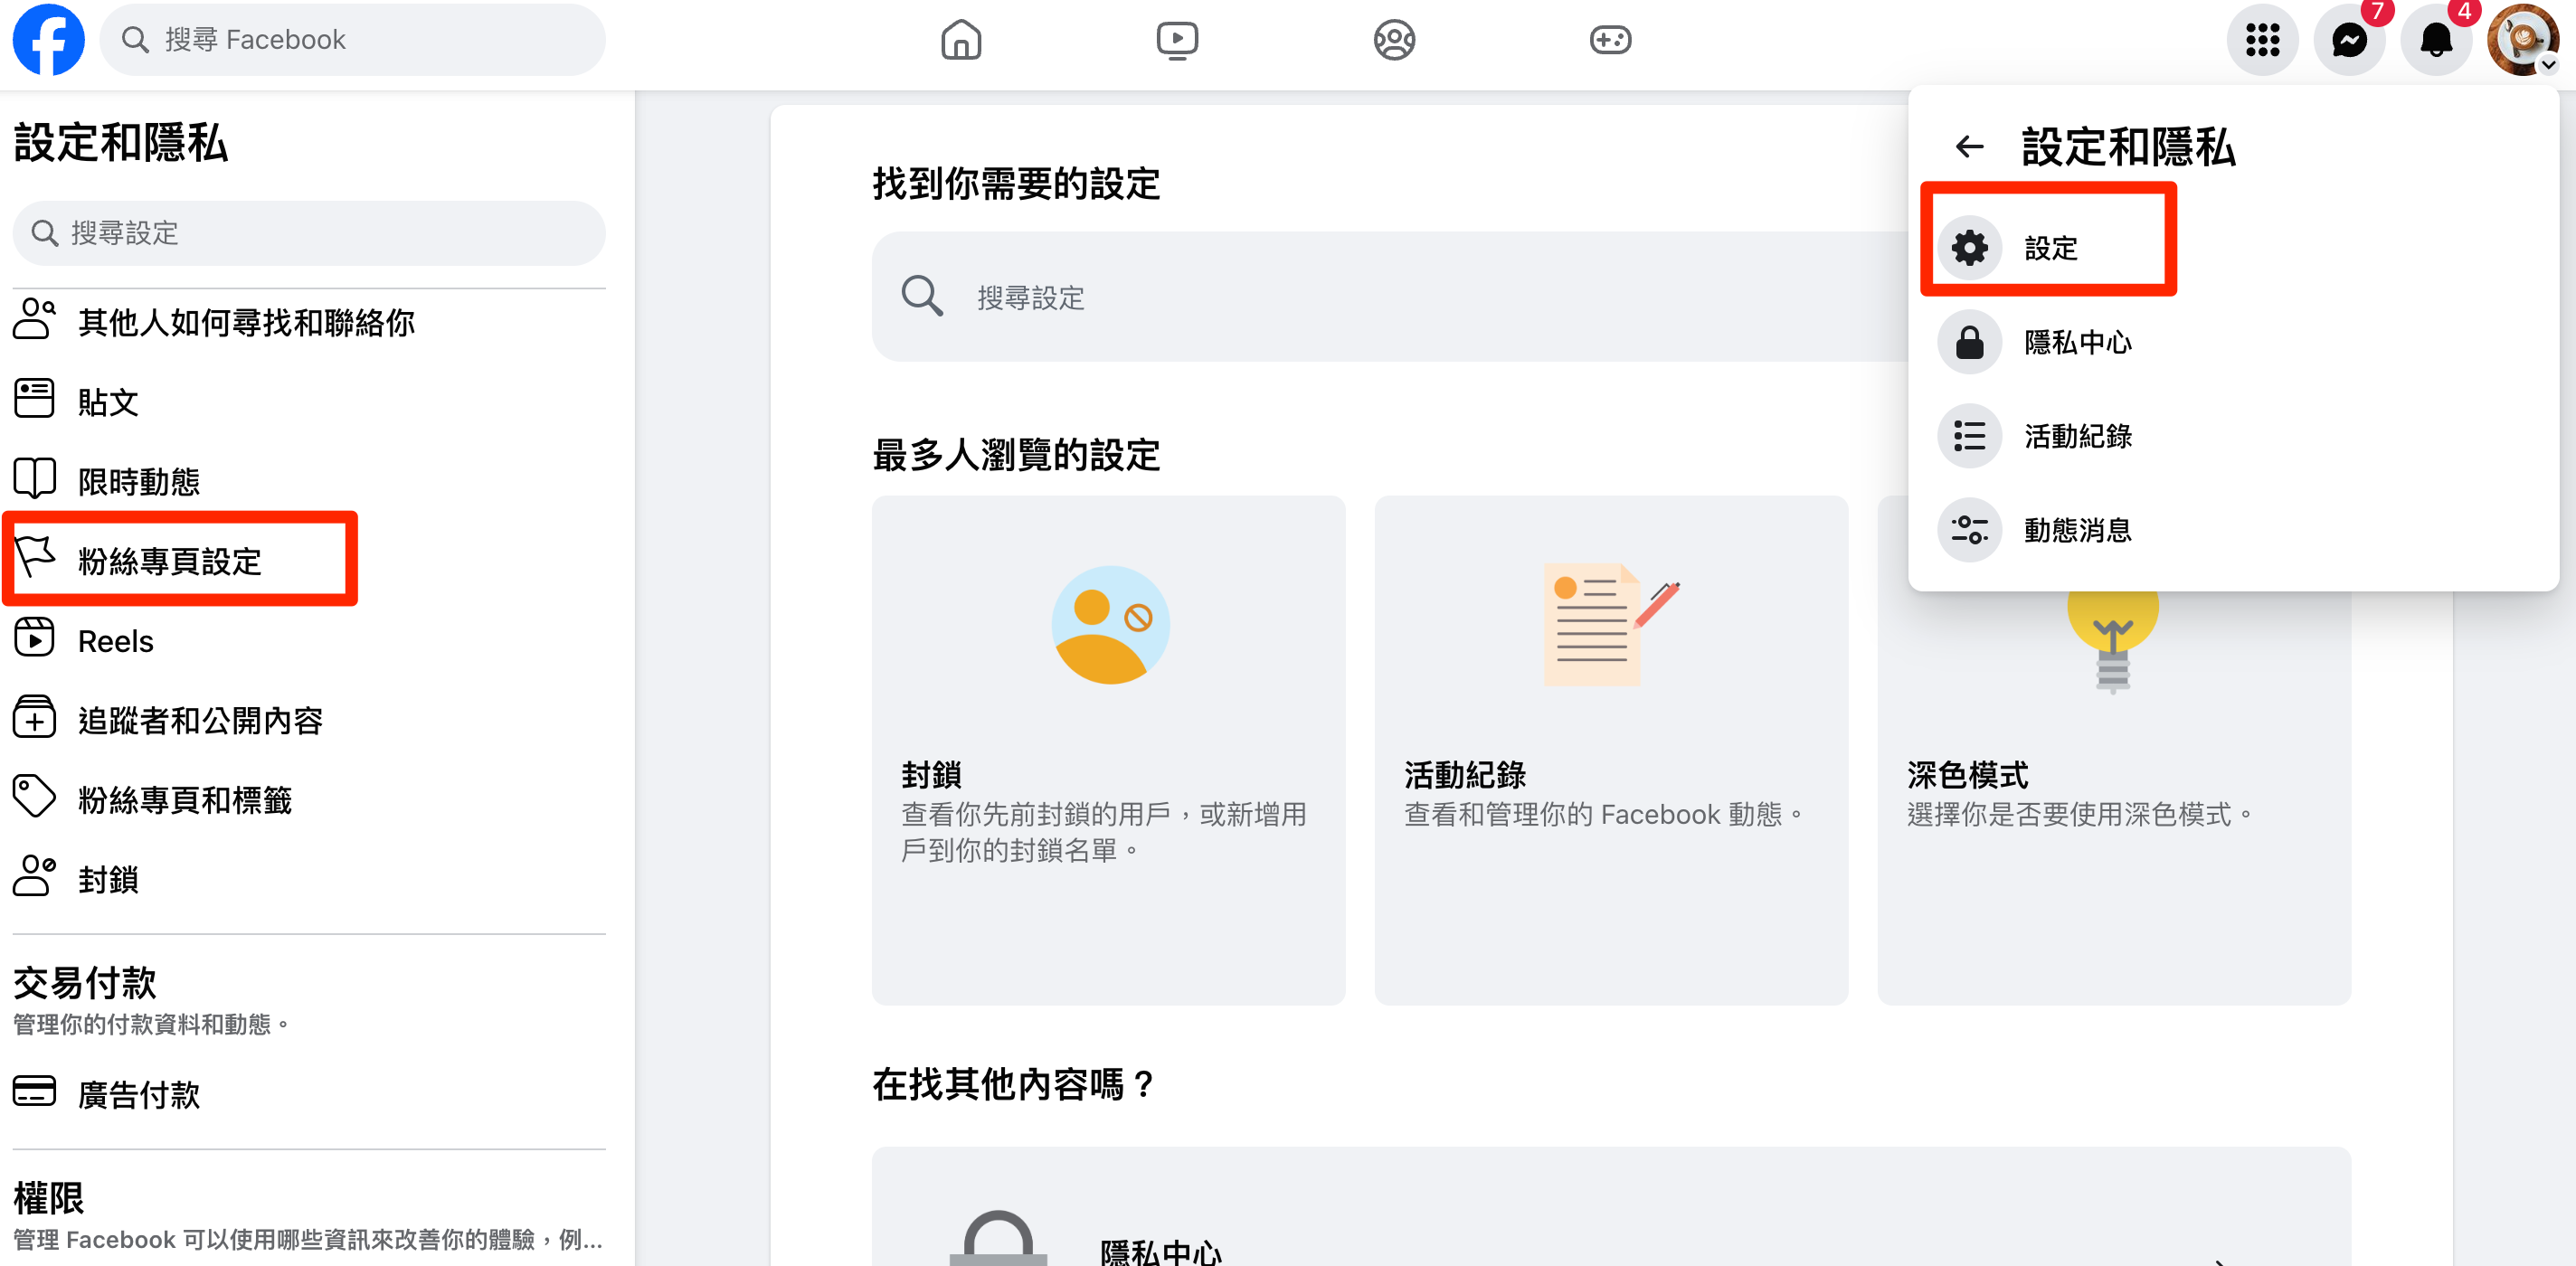 搜尋 Facebook
7
4
設定和隱私
搜尋設定
其他人如何尋找和聯絡你
貼文
限時動態
粉絲專頁設定
Reels
追蹤者和公開內容
粉絲專頁和標籤
封鎖
交易付款
管理你的付款資料和動態。
廣告付款
權限
管理 Facebook 可以使用哪些資訊來改善你的體驗，例...
找到你需要的設定
搜尋設定
最多人瀏覽的設定
封鎖
查看你先前封鎖的用戶，或新增用
戶到你的封鎖名單。
活動紀錄
查看和管理你的 Facebook 動態。
深色模式
選擇你是否要使用深色模式。
在找其他內容嗎？
隱私中心
設定和隱私
設定
隱私中心
活動紀錄
動態消息